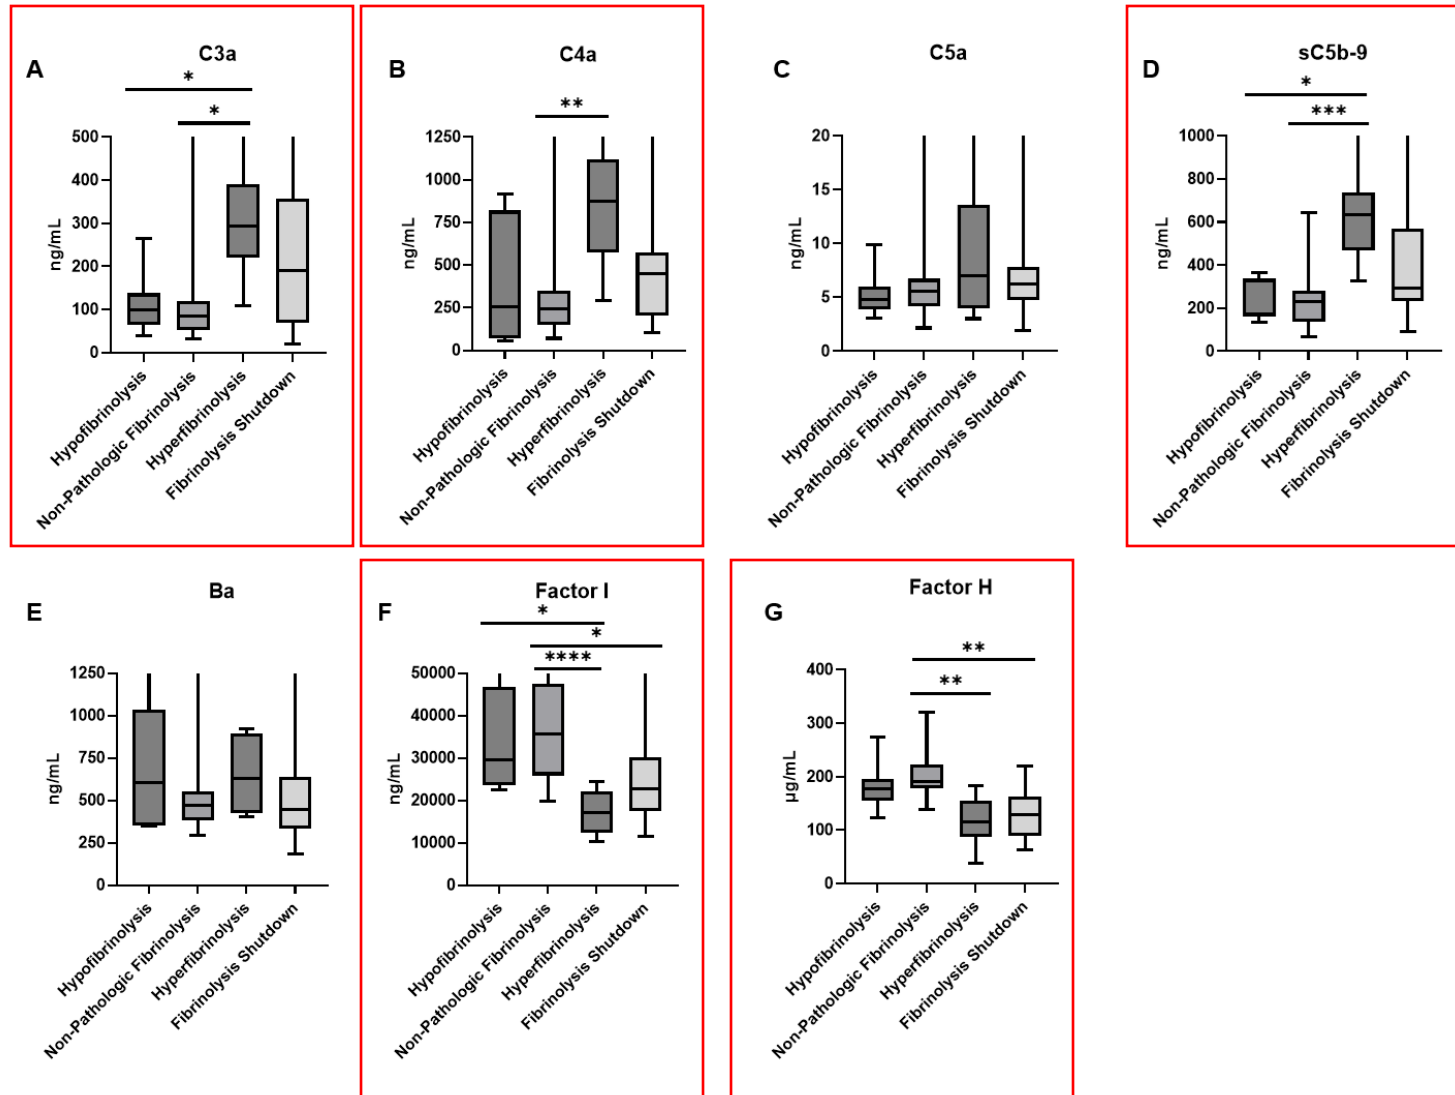 A
C3a
*
*
ng/mL
500
400
300
200
100
0
Hypofibrinolysis
Non-Pathologic Fibrinolysis
Hyperfibrinolysis
Fibrinolysis Shutdown
B
C4a
**
ng/mL
1250
1000
750
500
250
0
Hypofibrinolysis
Non-Pathologic Fibrinolysis
Hyperfibrinolysis
Fibrinolysis Shutdown
C
C5a
ng/mL
20
15
10
5
0
Hypofibrinolysis
Non-Pathologic Fibrinolysis
Hyperfibrinolysis
Fibrinolysis Shutdown
D
sC5b-9
*
***
ng/mL
1000
800
600
400
200
0
Hypofibrinolysis
Non-Pathologic Fibrinolysis
Hyperfibrinolysis
Fibrinolysis Shutdown
E
Ba
ng/mL
1250
1000
750
500
250
0
Hypofibrinolysis
Non-Pathologic Fibrinolysis
Hyperfibrinolysis
Fibrinolysis Shutdown
F
Factor I
*
*
****
ng/mL
50000
40000
30000
20000
10000
0
Hypofibrinolysis
Non-Pathologic Fibrinolysis
Hyperfibrinolysis
Fibrinolysis Shutdown
G
Factor H
**
**
µg/mL
400
300
200
100
0
Hypofibrinolysis
Non-Pathologic Fibrinolysis
Hyperfibrinolysis
Fibrinolysis Shutdown